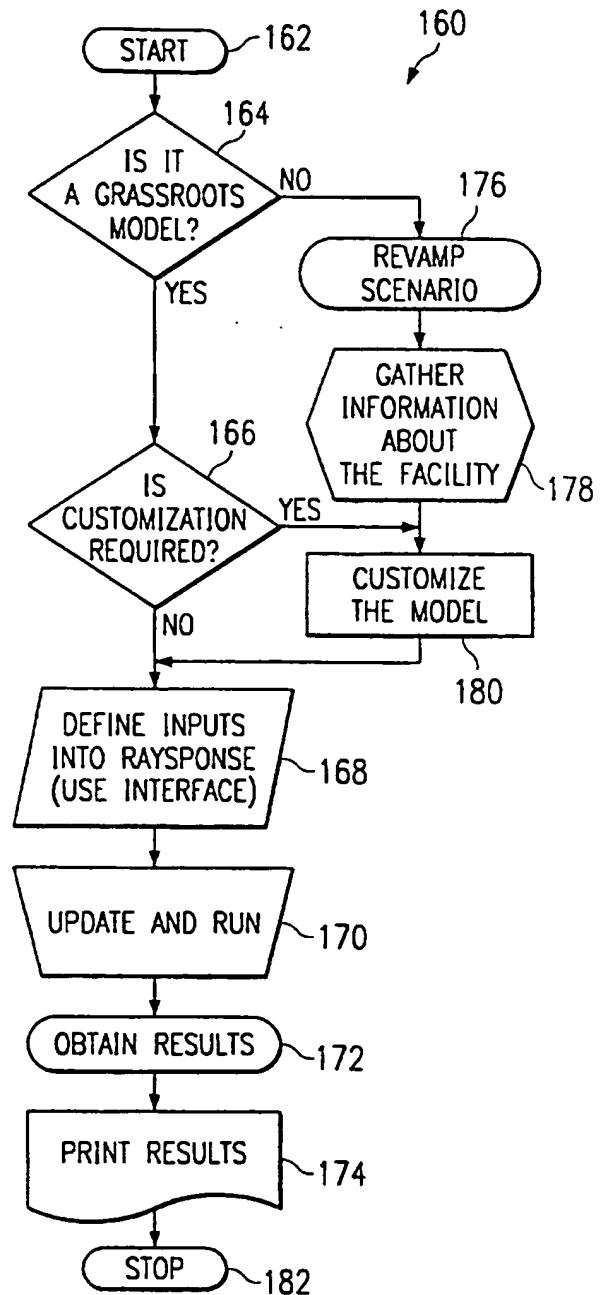 START
162
160
164
IS IT
A GRASSROOTS
MODEL?
NO
YES
176
REVAMP
SCENARIO
GATHER
INFORMATION
ABOUT
THE FACILITY
178
166
IS
CUSTOMIZATION
REQUIRED?
YES
NO
CUSTOMIZE
THE MODEL
180
DEFINE INPUTS
INTO RAYSPONSE
(USE INTERFACE)
168
UPDATE AND RUN
170
OBTAIN RESULTS
172
PRINT RESULTS
174
STOP
182